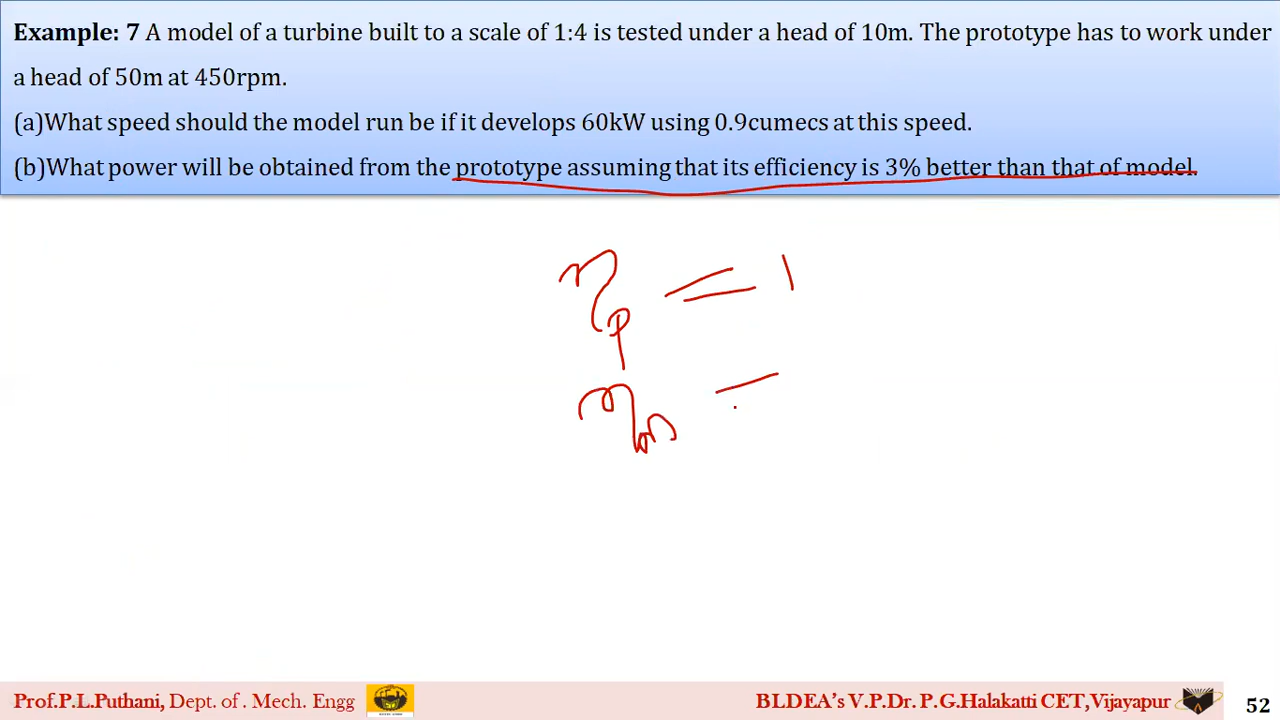 Example: 7 A model of a turbine built to a scale of 1:4 is tested under a head of 10m. The prototype has to work under
a head of 50m at 450rpm.
(a)What speed should the model run be if it develops 60kW using 0.9cumecs at this speed.
(b)What power will be obtained from the prototype assuming that its efficiency is 3% better than that of model.
η_p = 1
η_m =
Prof.P.L.Puthani, Dept. of . Mech. Engg BLDEA's V.P.Dr. P.G.Halakatti CET,Vijayapur 52